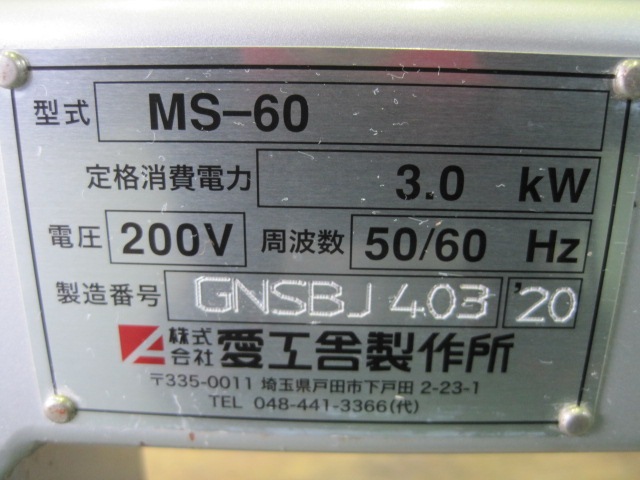 型式 MS-60
定格消費電力 3.0 kW
電圧 200V 周波数 50/60 Hz
製造番号 GNSBJ 403 '20
株式会社 愛工舎製作所
〒335-0011 埼玉県戸田市下戸田 2-23-1
TEL 048-441-3366(代)